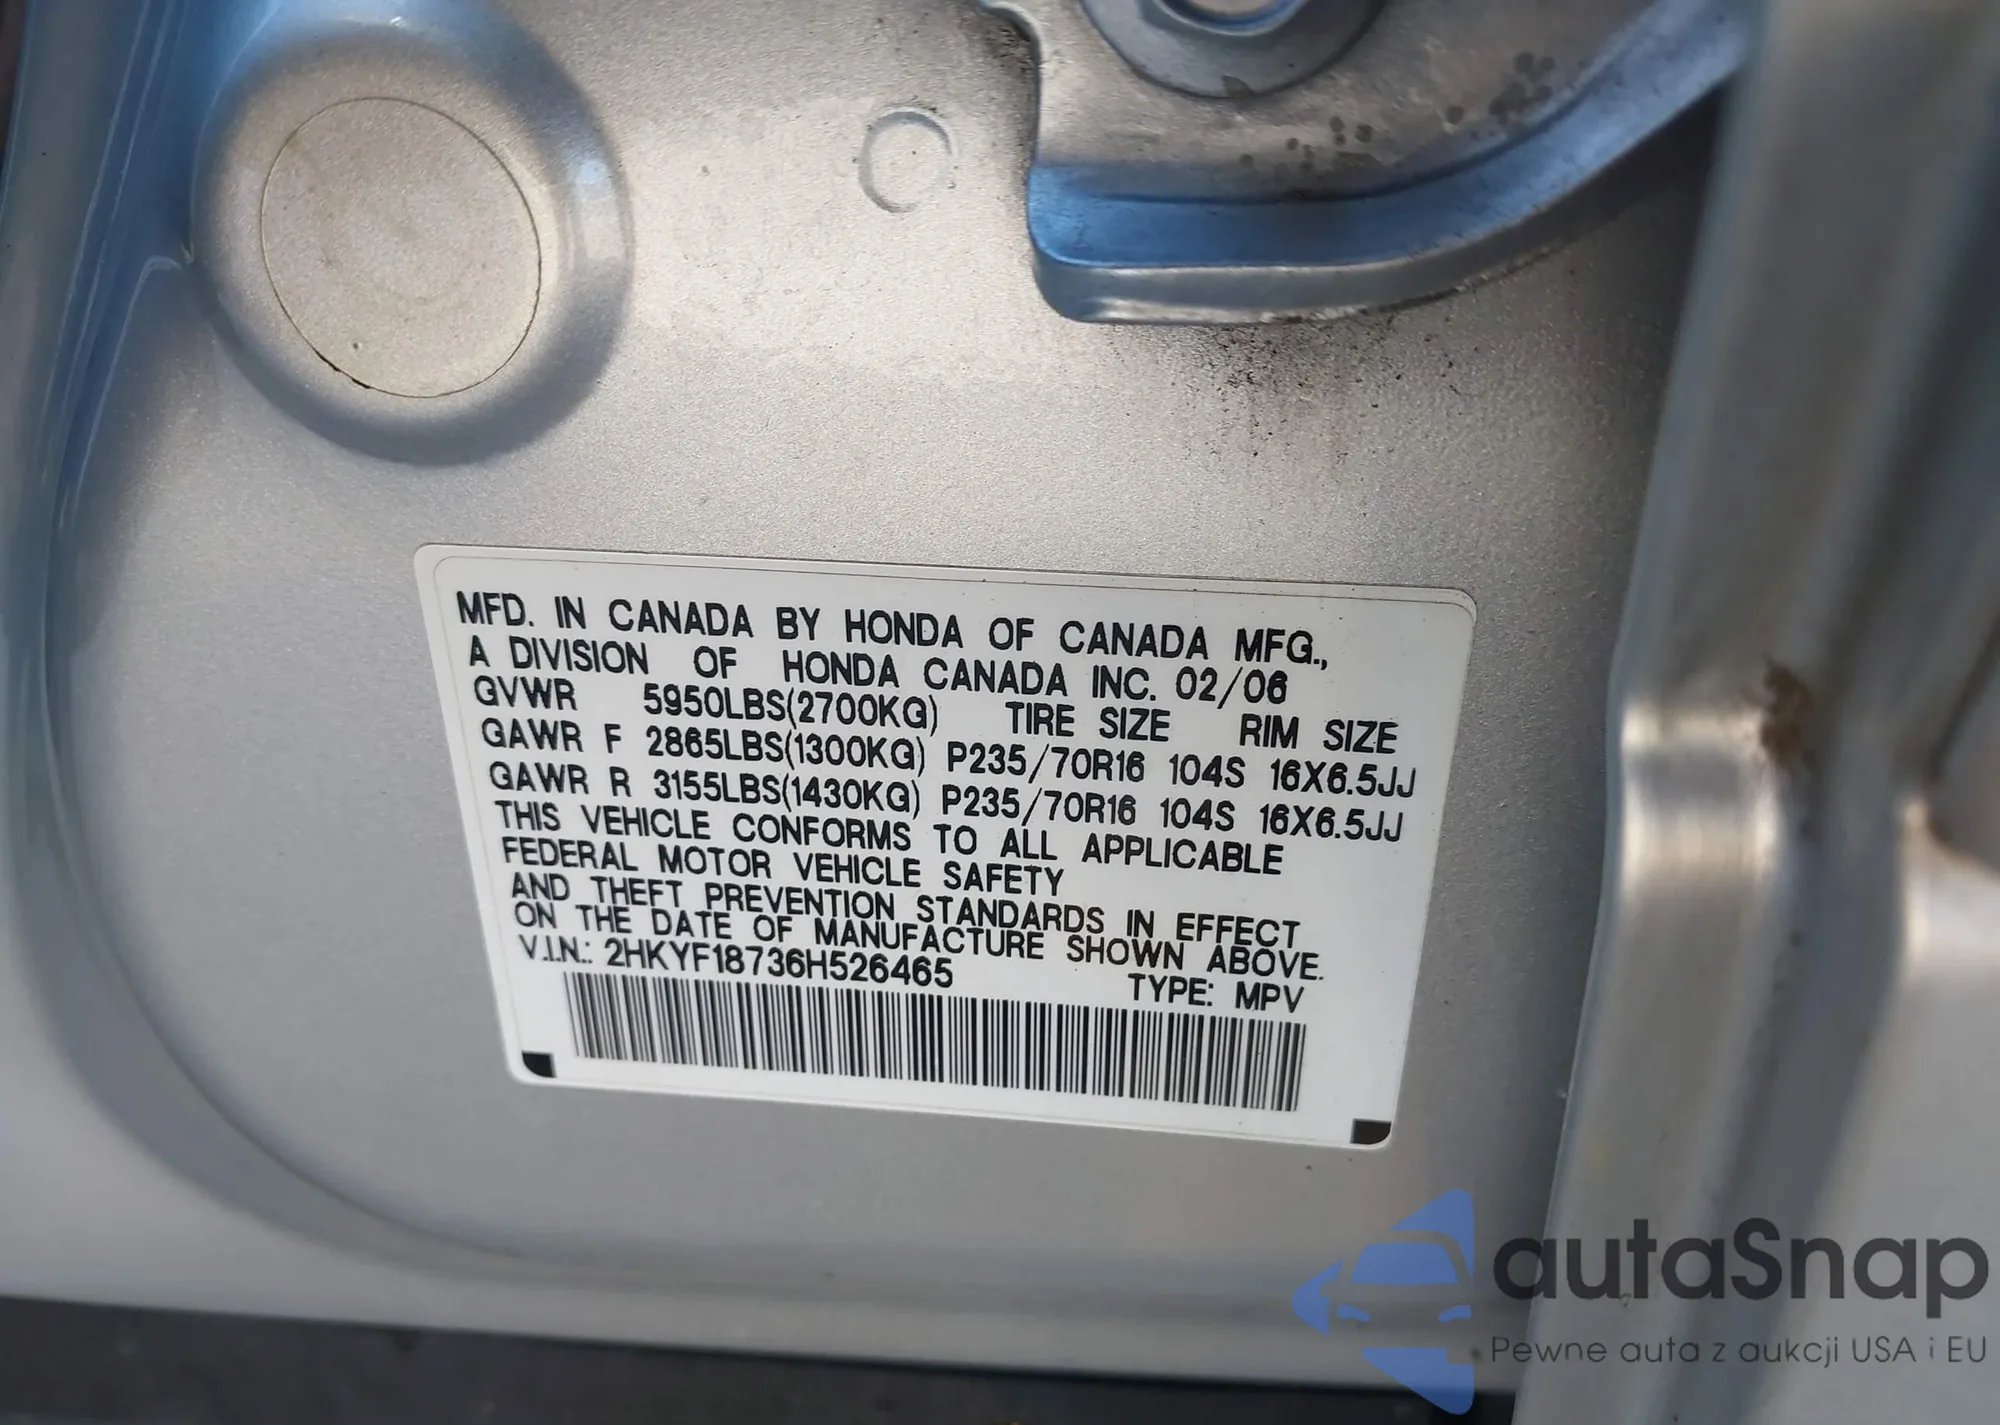 MFD. IN CANADA BY HONDA OF CANADA MFG.,
A DIVISION OF HONDA CANADA INC. 02/06
GVWR 5950LBS(2700KG) TIRE SIZE RIM SIZE
GAWR F 2865LBS(1300KG) P235/70R16 104S 16X6.5JJ
GAWR R 3155LBS(1430KG) P235/70R16 104S 16X6.5JJ
THIS VEHICLE CONFORMS TO ALL APPLICABLE
FEDERAL MOTOR VEHICLE SAFETY
AND THEFT PREVENTION STANDARDS IN EFFECT
ON THE DATE OF MANUFACTURE SHOWN ABOVE.
V.I.N.: 2HKYF18736H526465 TYPE: MPV
autaSnap
Pewne auta z aukcji USA i EU